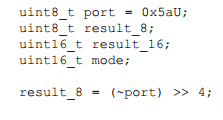 uint8_t port = 0x5aU;
uint8_t result_8;
uint16_t result_16;
uint16_t mode;
result_8 = (~port) >> 4;